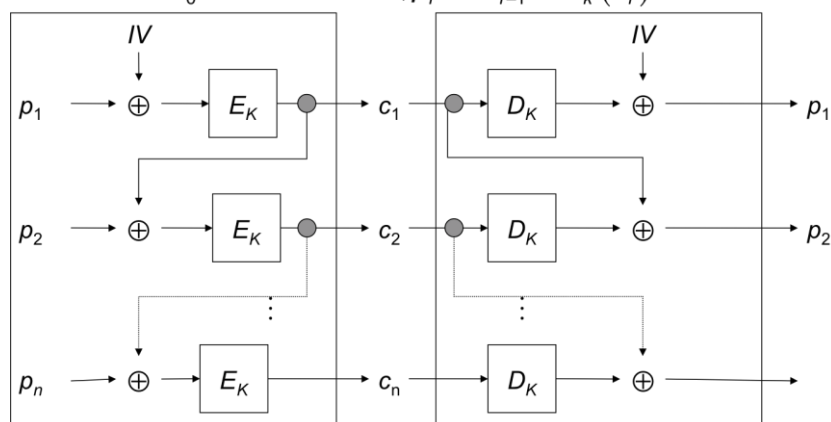 IV IV
p1 ⊕ EK c1 DK ⊕ p1
p2 ⊕ EK c2 DK ⊕ p2
⋮ ⋮
pn ⊕ EK cn DK ⊕